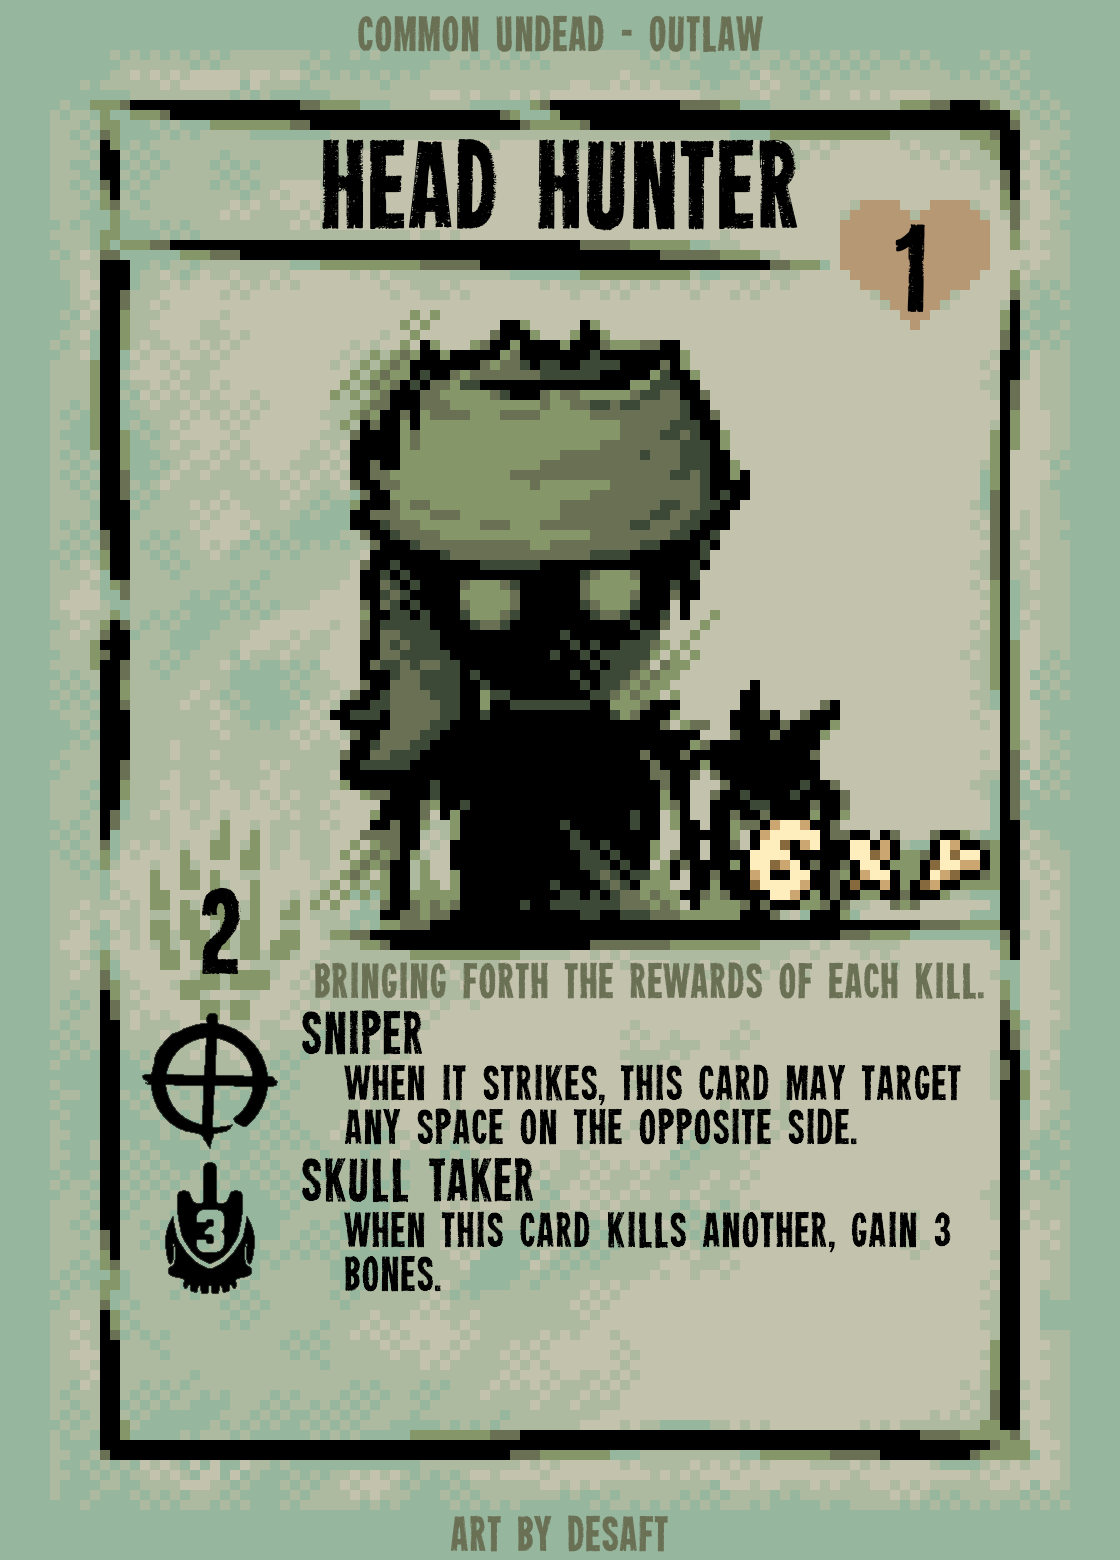 COMMON UNDEAD - OUTLAW
HEAD HUNTER
1
6 X
2
BRINGING FORTH THE REWARDS OF EACH KILL.
SNIPER
WHEN IT STRIKES, THIS CARD MAY TARGET
ANY SPACE ON THE OPPOSITE SIDE.
SKULL TAKER
3
WHEN THIS CARD KILLS ANOTHER, GAIN 3
BONES.
ART BY DESAFT